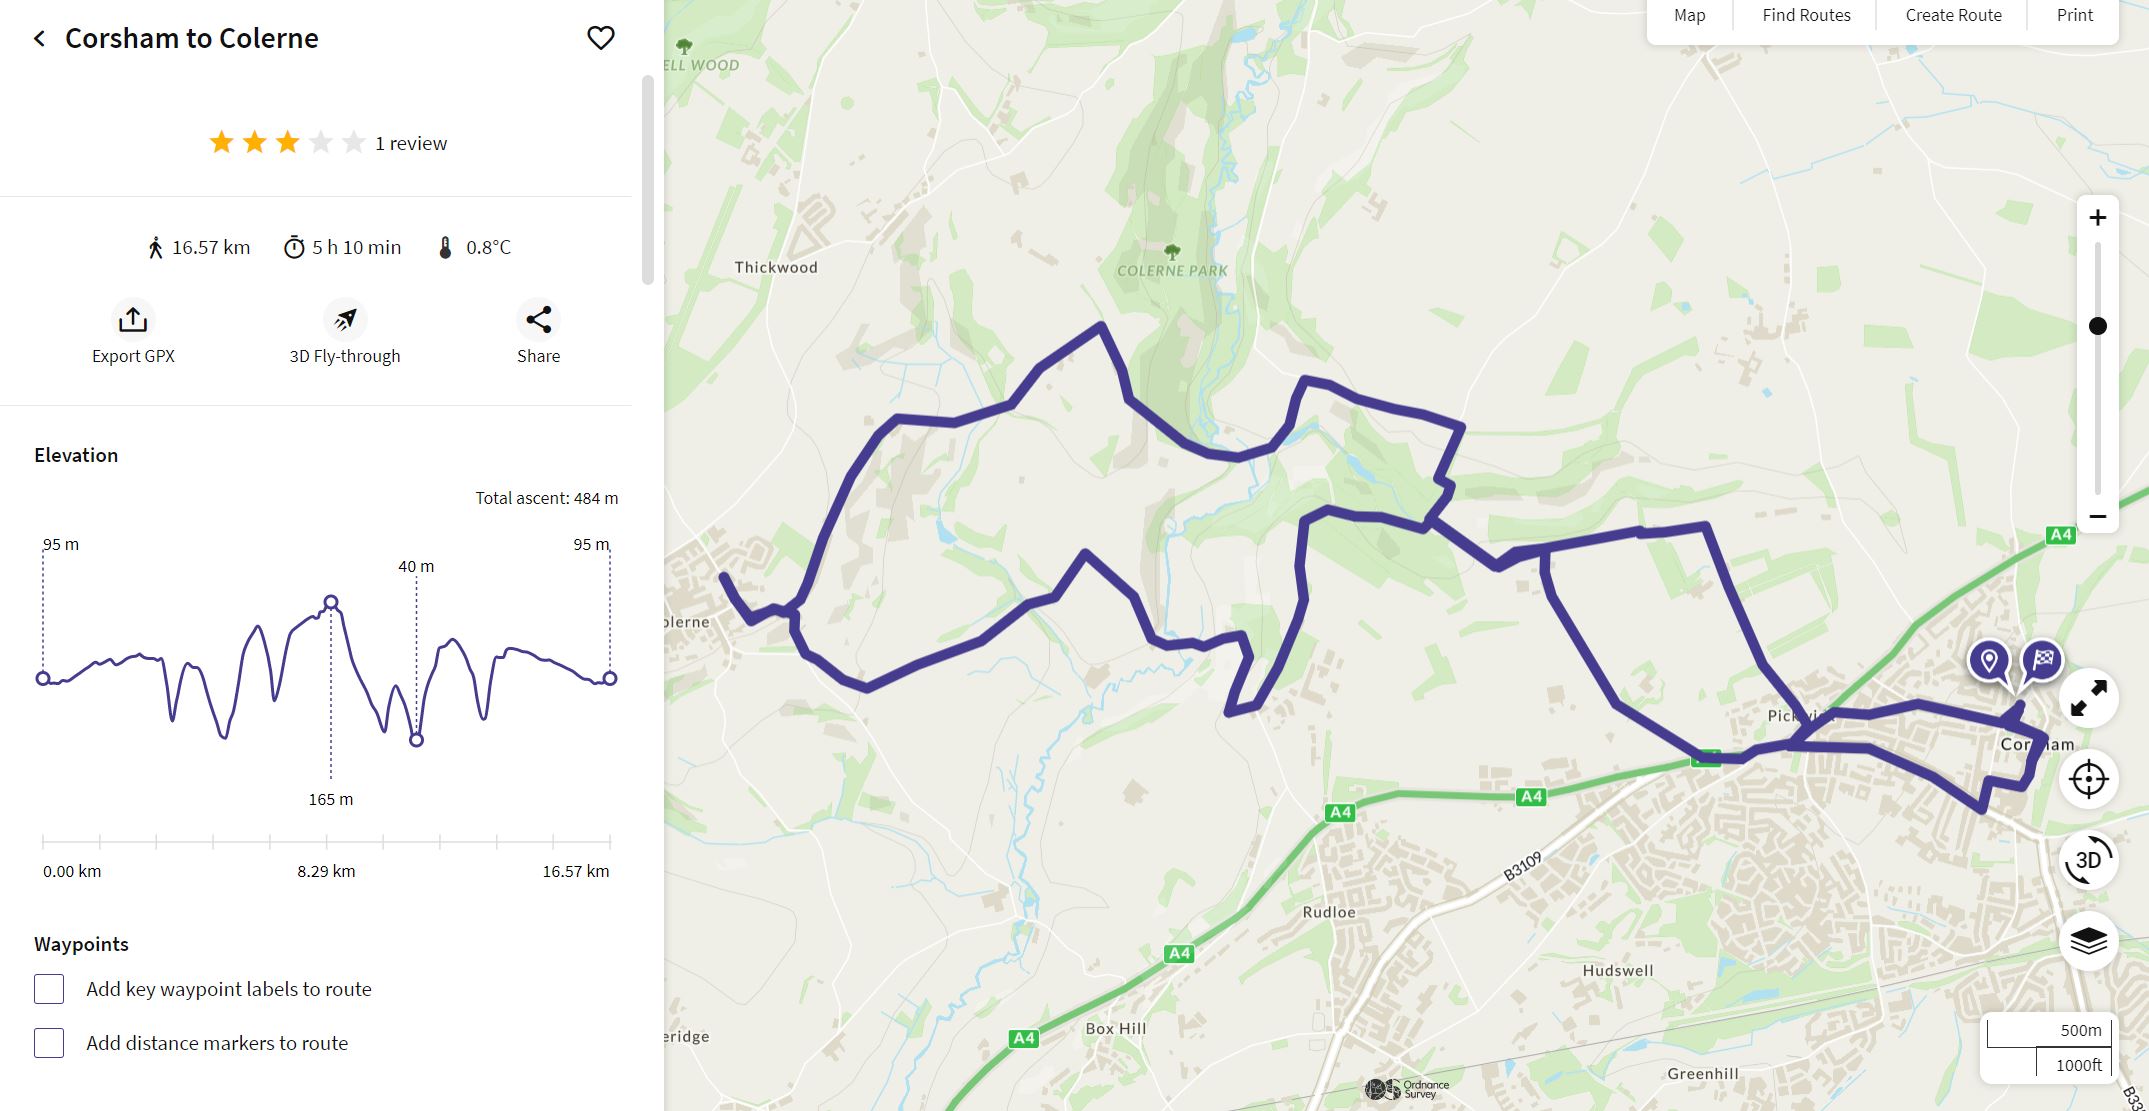 Corsham to Colerne
1 review
16.57 km
5 h 10 min
0.8°C
Export GPX
3D Fly-through
Share
Elevation
Total ascent: 484 m
95 m
95 m
40 m
165 m
0.00 km
8.29 km
16.57 km
Waypoints
Add key waypoint labels to route
Add distance markers to route
Map
Find Routes
Create Route
Print
ELL WOOD
COLERNE PARK
Thickwood
olerne
A4
Corsham
A4
A4
B3109
Rudloe
A4
Hudswell
Box Hill
A4
eridge
Greenhill
3D
500m
1000ft
Ordnance
Survey
B33